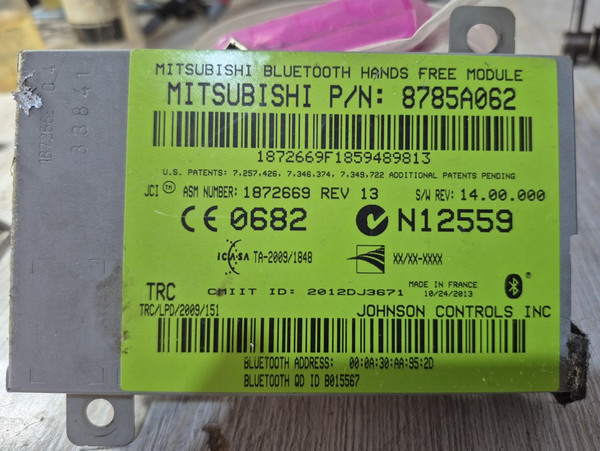 MITSUBISHI BLUETOOTH HANDS FREE MODULE
MITSUBISHI P/N: 8785A062
1872669F1859489813
U.S. PATENTS: 7,257,426, 7,346,374, 7,349,722 ADDITIONAL PATENTS PENDING
JCI TM ASM NUMBER: 1872669 REV 13 S/W REV: 14.00.000
CE 0682 N12559
ICASA TA-2009/1848 XX/XX-XXXX
MADE IN FRANCE
10/24/2013
TRC CMIIT ID: 2012DJ3671
TRC/LPD/2009/151 JOHNSON CONTROLS INC
BLUETOOTH ADDRESS: 00:0A:30:AA:95:2D
BLUETOOTH QD ID B015567
33841